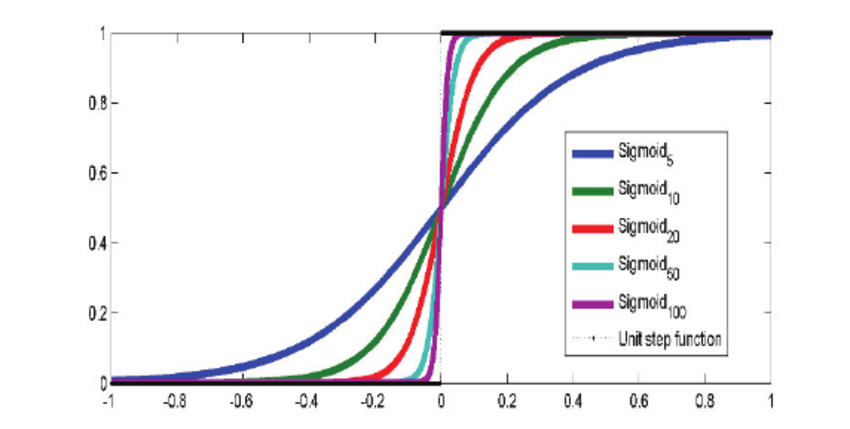 1
0.8
0.6
0.4
0.2
0
-1 -0.8 -0.6 -0.4 -0.2 0 0.2 0.4 0.6 0.8 1
Sigmoid5
Sigmoid10
Sigmoid20
Sigmoid50
Sigmoid100
Unit step function